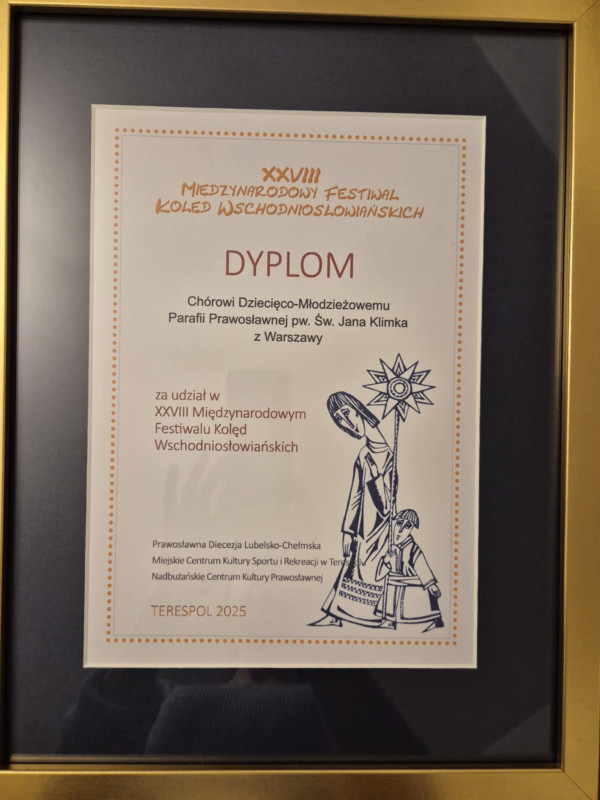 XXVIII
MIĘDZYNARODOWY FESTIWAL
KOLĘD WSCHODNIOSŁOWIAŃSKICH
DYPLOM
Chórowi Dziecięco-Młodzieżowemu
Parafii Prawosławnej pw. Św. Jana Klimka
z Warszawy
za udział w
XXVIII Międzynarodowym
Festiwalu Kolęd
Wschodniosłowiańskich
Prawosławna Diecezja Lubelsko-Chełmska
Miejskie Centrum Kultury Sportu i Rekreacji w Terespolu
Nadbużańskie Centrum Kultury Prawosławnej
TERESPOL 2025